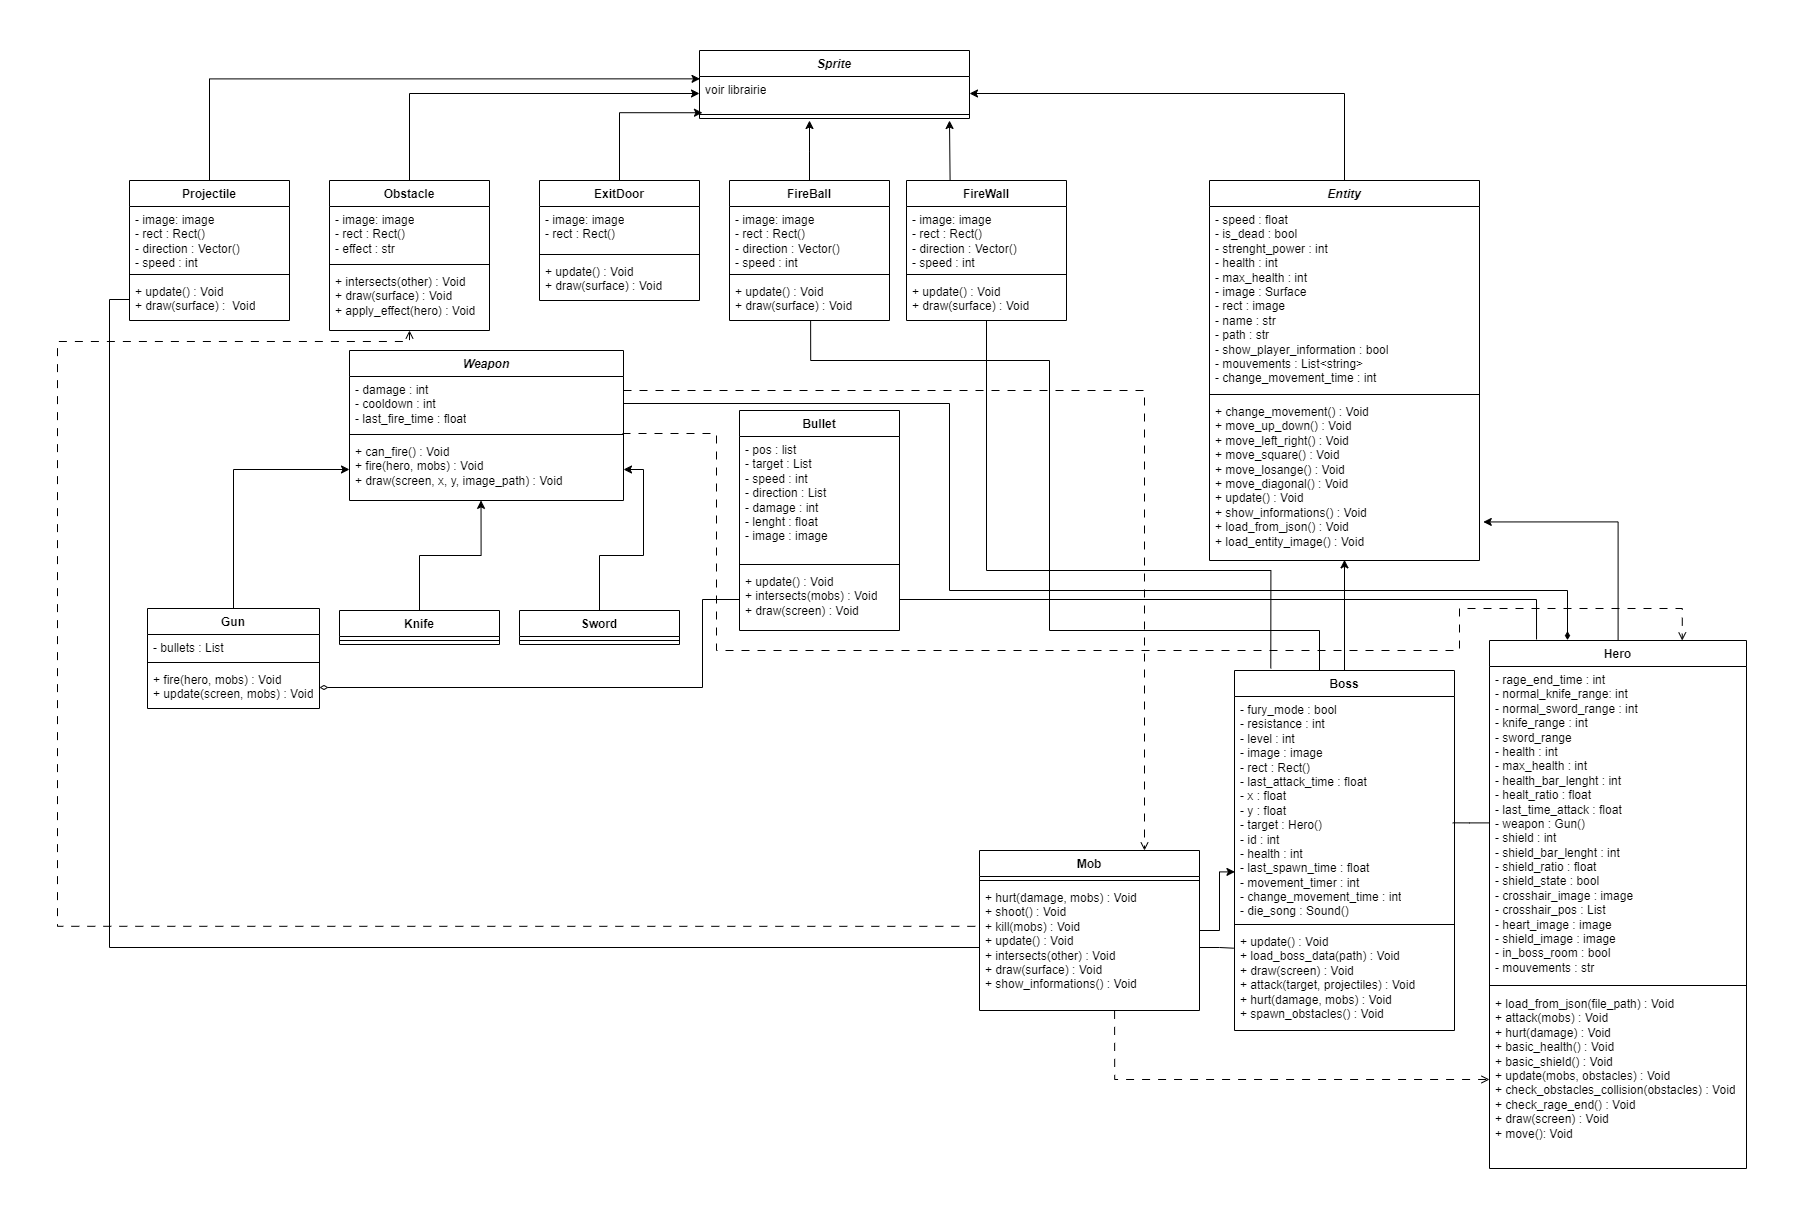 Sprite
voir librairie
Projectile
- image: image
- rect : Rect()
- direction : Vector()
- speed : int
+ update() : Void
+ draw(surface) :  Void
Obstacle
- image: image
- rect : Rect()
- effect : str
+ intersects(other) : Void
+ draw(surface) : Void
+ apply_effect(hero) : Void
ExitDoor
- image: image
- rect : Rect()
+ update() : Void
+ draw(surface) : Void
FireBall
- image: image
- rect : Rect()
- direction : Vector()
- speed : int
+ update() : Void
+ draw(surface) : Void
FireWall
- image: image
- rect : Rect()
- direction : Vector()
- speed : int
+ update() : Void
+ draw(surface) : Void
Entity
- speed : float
- is_dead : bool
- strenght_power : int
- health : int
- max_health : int
- image : Surface
- rect : image
- name : str
- path : str
- show_player_information : bool
- mouvements : List<string>
- change_movement_time : int
+ change_movement() : Void
+ move_up_down() : Void
+ move_left_right() : Void
+ move_square() : Void
+ move_losange() : Void
+ move_diagonal() : Void
+ update() : Void
+ show_informations() : Void
+ load_from_json() : Void
+ load_entity_image() : Void
Weapon
- damage : int
- cooldown : int
- last_fire_time : float
+ can_fire() : Void
+ fire(hero, mobs) : Void
+ draw(screen, x, y, image_path) : Void
Bullet
- pos : list
- target : List
- speed : int
- direction : List
- damage : int
- lenght : float
- image : image
+ update() : Void
+ intersects(mobs) : Void
+ draw(screen) : Void
Gun
- bullets : List
+ fire(hero, mobs) : Void
+ update(screen, mobs) : Void
Knife
Sword
Mob
+ hurt(damage, mobs) : Void
+ shoot() : Void
+ kill(mobs) : Void
+ update() : Void
+ intersects(other) : Void
+ draw(surface) : Void
+ show_informations() : Void
Boss
- fury_mode : bool
- resistance : int
- level : int
- image : image
- rect : Rect()
- last_attack_time : float
- x : float
- y : float
- target : Hero()
- id : int
- health : int
- last_spawn_time : float
- movement_timer : int
- change_movement_time : int
- die_song : Sound()
+ update() : Void
+ load_boss_data(path) : Void
+ draw(screen) : Void
+ attack(target, projectiles) : Void
+ hurt(damage, mobs) : Void
+ spawn_obstacles() : Void
Hero
- rage_end_time : int
- normal_knife_range: int
- normal_sword_range : int
- knife_range : int
- sword_range
- health : int
- max_health : int
- health_bar_lenght : int
- healt_ratio : float
- last_time_attack : float
- weapon : Gun()
- shield : int
- shield_bar_lenght : int
- shield_ratio : float
- shield_state : bool
- crosshair_image : image
- crosshair_pos : List
- heart_image : image
- shield_image : image
- in_boss_room : bool
- mouvements : str
+ load_from_json(file_path) : Void
+ attack(mobs) : Void
+ hurt(damage) : Void
+ basic_health() : Void
+ basic_shield() : Void
+ update(mobs, obstacles) : Void
+ check_obstacles_collision(obstacles) : Void
+ check_rage_end() : Void
+ draw(screen) : Void
+ move(): Void